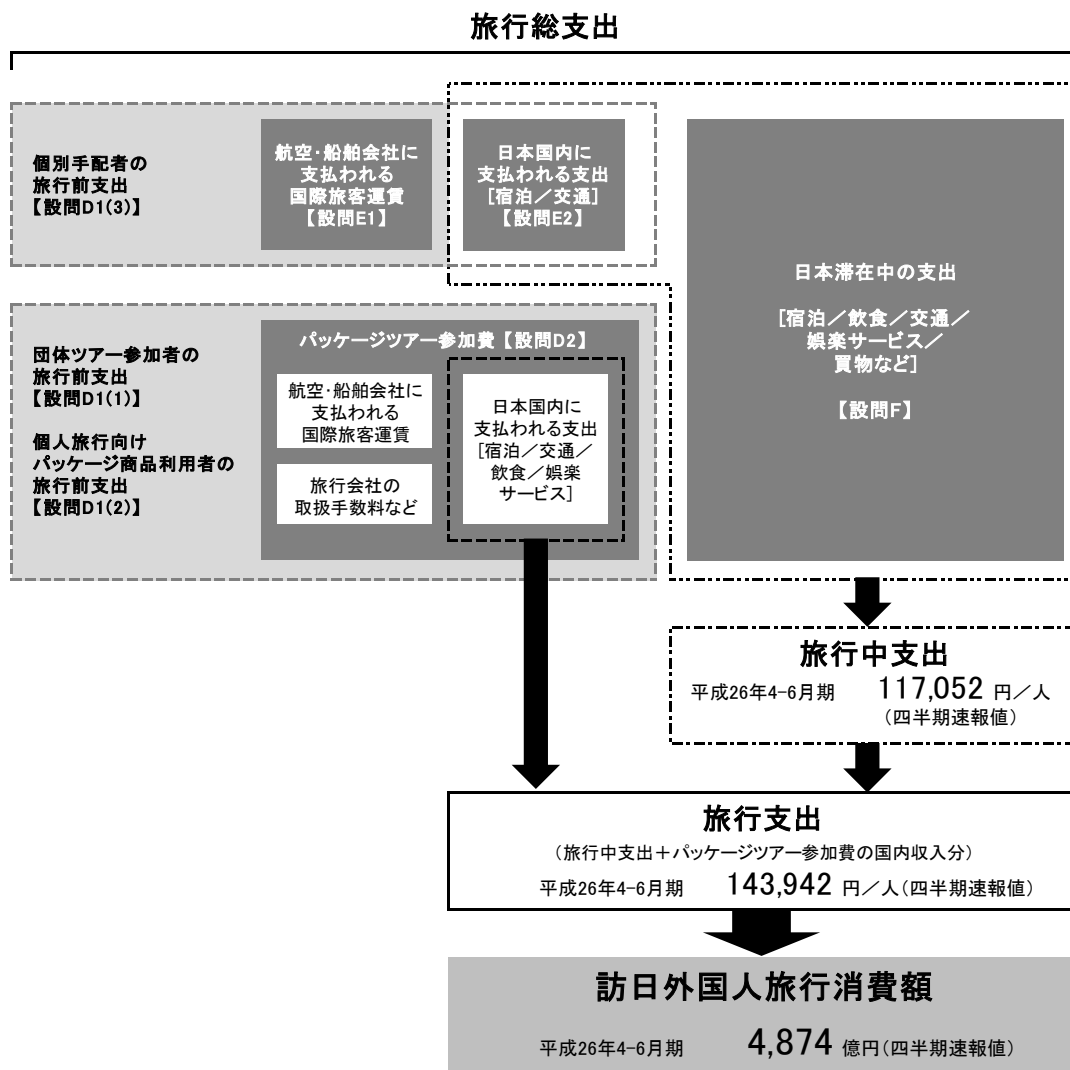 旅行総支出
個別手配者の
旅行前支出
【設問D1(3)】
航空・船舶会社に
支払われる
国際旅客運賃
【設問E1】
日本国内に
支払われる支出
[宿泊／交通]
【設問E2】
日本滞在中の支出
[宿泊／飲食／交通／
娯楽サービス／
買物など]
【設問F】
団体ツアー参加者の
旅行前支出
【設問D1(1)】
個人旅行向け
パッケージ商品利用者の
旅行前支出
【設問D1(2)】
パッケージツアー参加費【設問D2】
航空・船舶会社に
支払われる
国際旅客運賃
旅行会社の
取扱手数料など
日本国内に
支払われる支出
[宿泊／交通／
飲食／娯楽
サービス]
旅行中支出
平成26年4-6月期 117,052 円／人
（四半期速報値）
旅行支出
（旅行中支出＋パッケージツアー参加費の国内収入分）
平成26年4-6月期 143,942 円／人（四半期速報値）
訪日外国人旅行消費額
平成26年4-6月期 4,874 億円（四半期速報値）